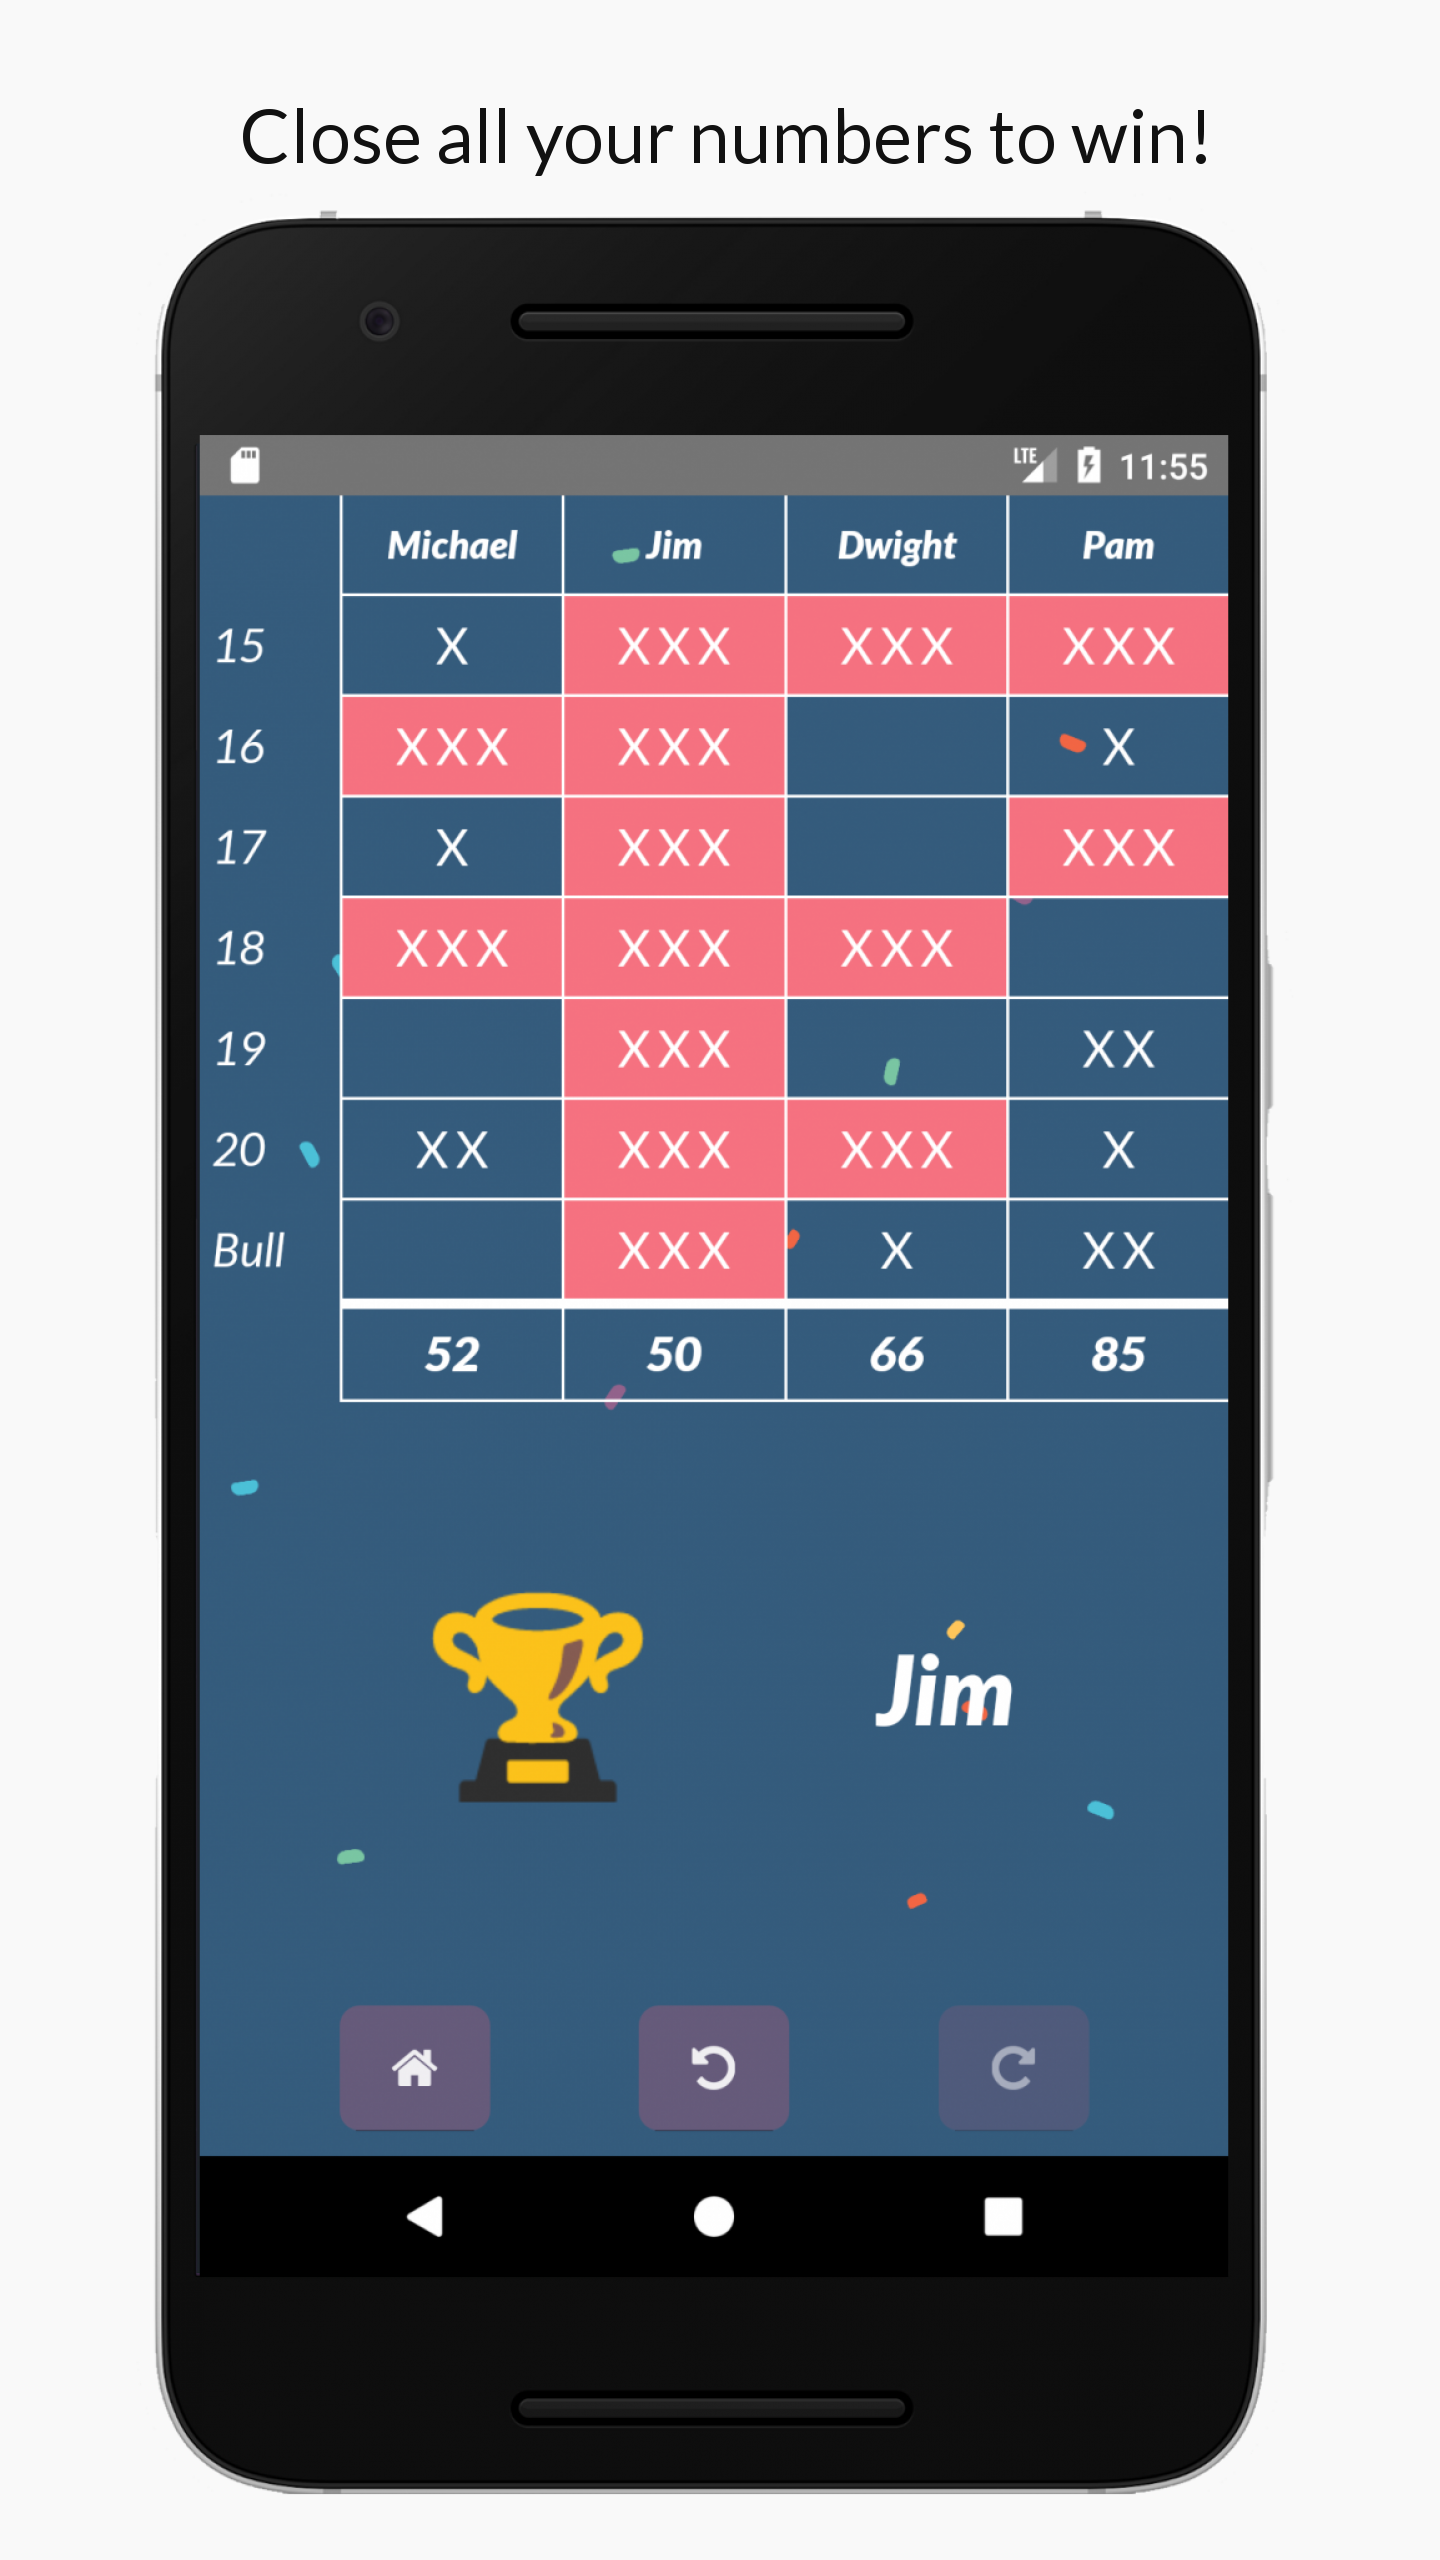 Close all your numbers to win!
LTE 11:55
Michael Jim Dwight Pam
15 X XXX XXX XXX
16 XXX XXX X
17 X XXX XXX
18 XXX XXX XXX
19 XXX XX
20 XX XXX XXX X
Bull XXX X XX
52 50 66 85
Jim